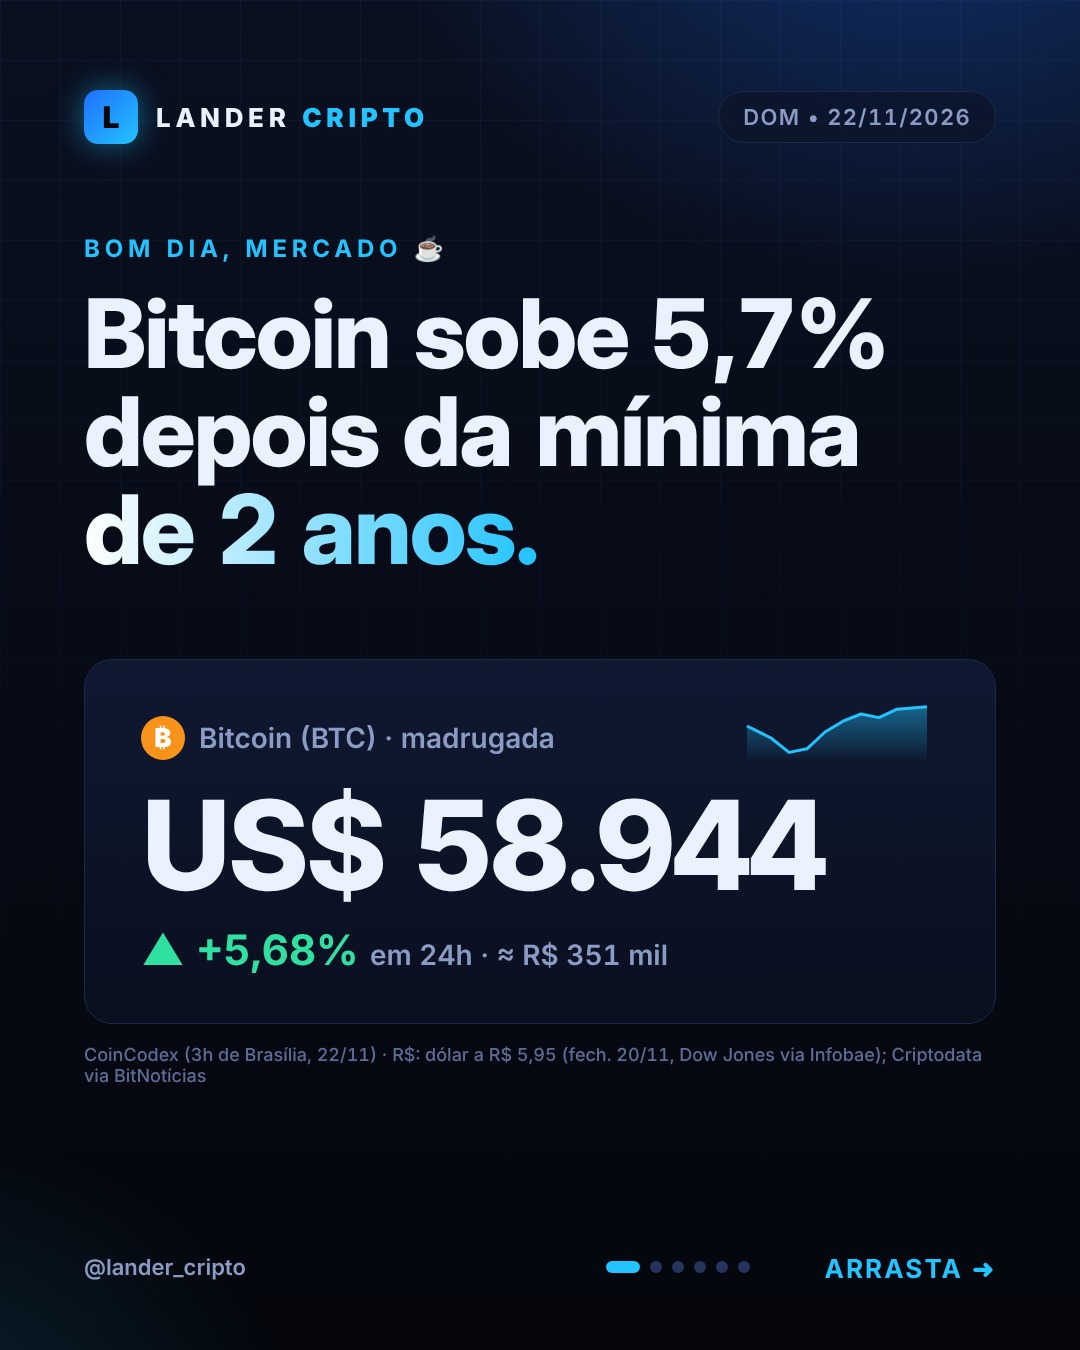 L LANDER CRIPTO
DOM • 22/11/2026
BOM DIA, MERCADO ☕
Bitcoin sobe 5,7%
depois da mínima
de 2 anos.
Bitcoin (BTC) · madrugada
US$ 58.944
▲ +5,68% em 24h · ≈ R$ 351 mil
CoinCodex (3h de Brasília, 22/11) · R$: dólar a R$ 5,95 (fech. 20/11, Dow Jones via Infobae); Criptodata
via BitNotícias
@lander_cripto
ARRASTA ➜